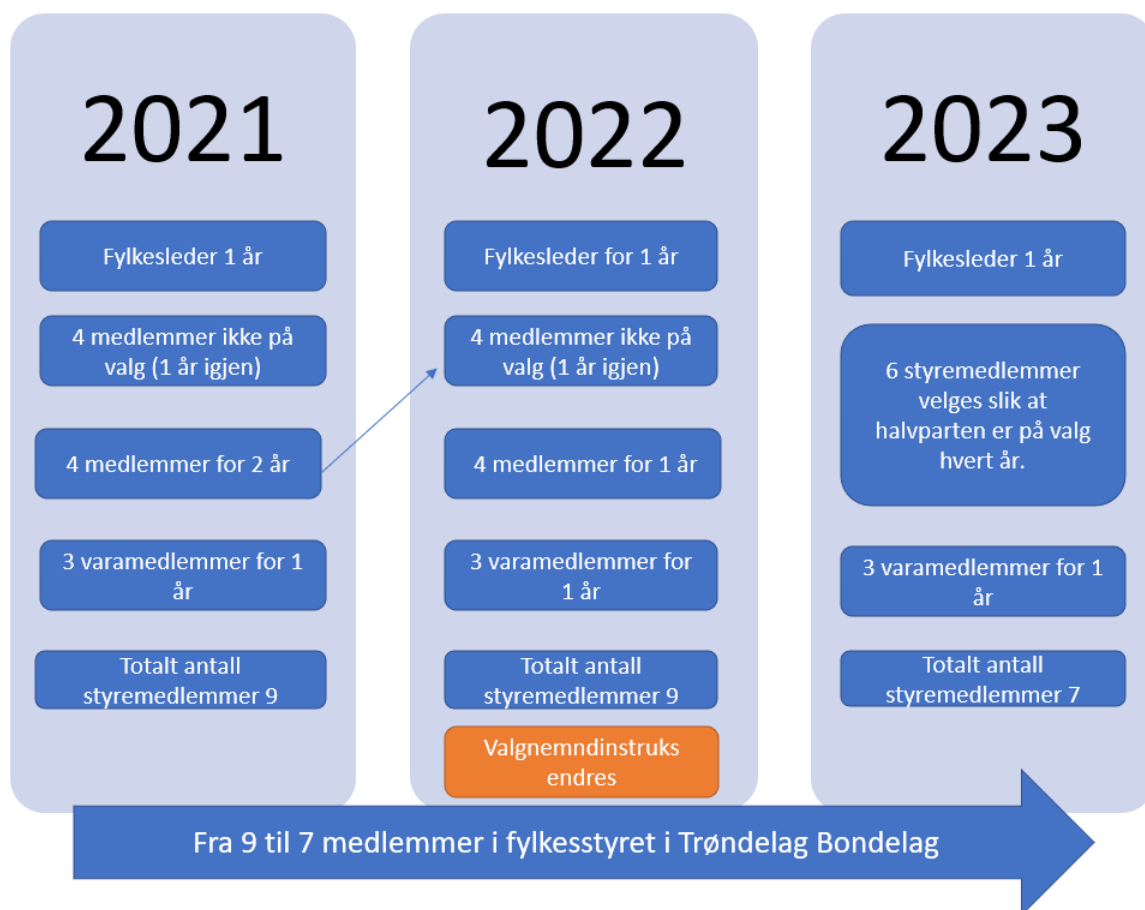 2021
Fylkesleder 1 år
4 medlemmer ikke på
valg (1 år igjen)
4 medlemmer for 2 år
3 varamedlemmer for 1
år
Totalt antall
styremedlemmer 9
2022
Fylkesleder for 1 år
4 medlemmer ikke på
valg (1 år igjen)
4 medlemmer for 1 år
3 varamedlemmer for
1 år
Totalt antall
styremedlemmer 9
Valgnemndinstruks
endres
2023
Fylkesleder 1 år
6 styremedlemmer
velges slik at
halvparten er på valg
hvert år.
3 varamedlemmer for 1
år
Totalt antall
styremedlemmer 7
Fra 9 til 7 medlemmer i fylkesstyret i Trøndelag Bondelag